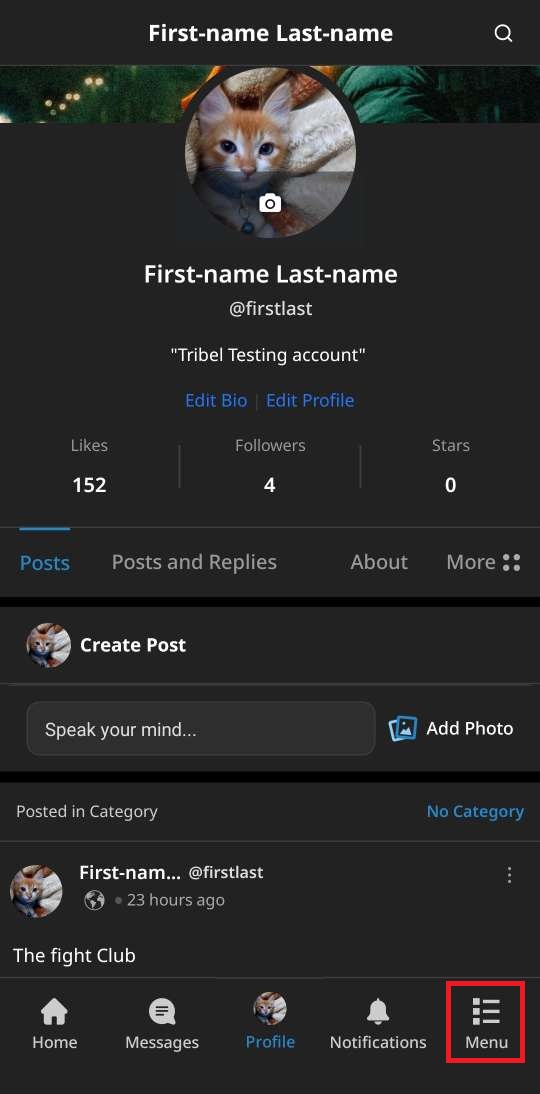 First-name Last-name
First-name Last-name
@firstlast
"Tribel Testing account"
Edit Bio | Edit Profile
Likes Followers Stars
152 4 0
Posts Posts and Replies About More
Create Post
Speak your mind... Add Photo
Posted in Category No Category
First-nam... @firstlast
23 hours ago
The fight Club
Home Messages Profile Notifications Menu